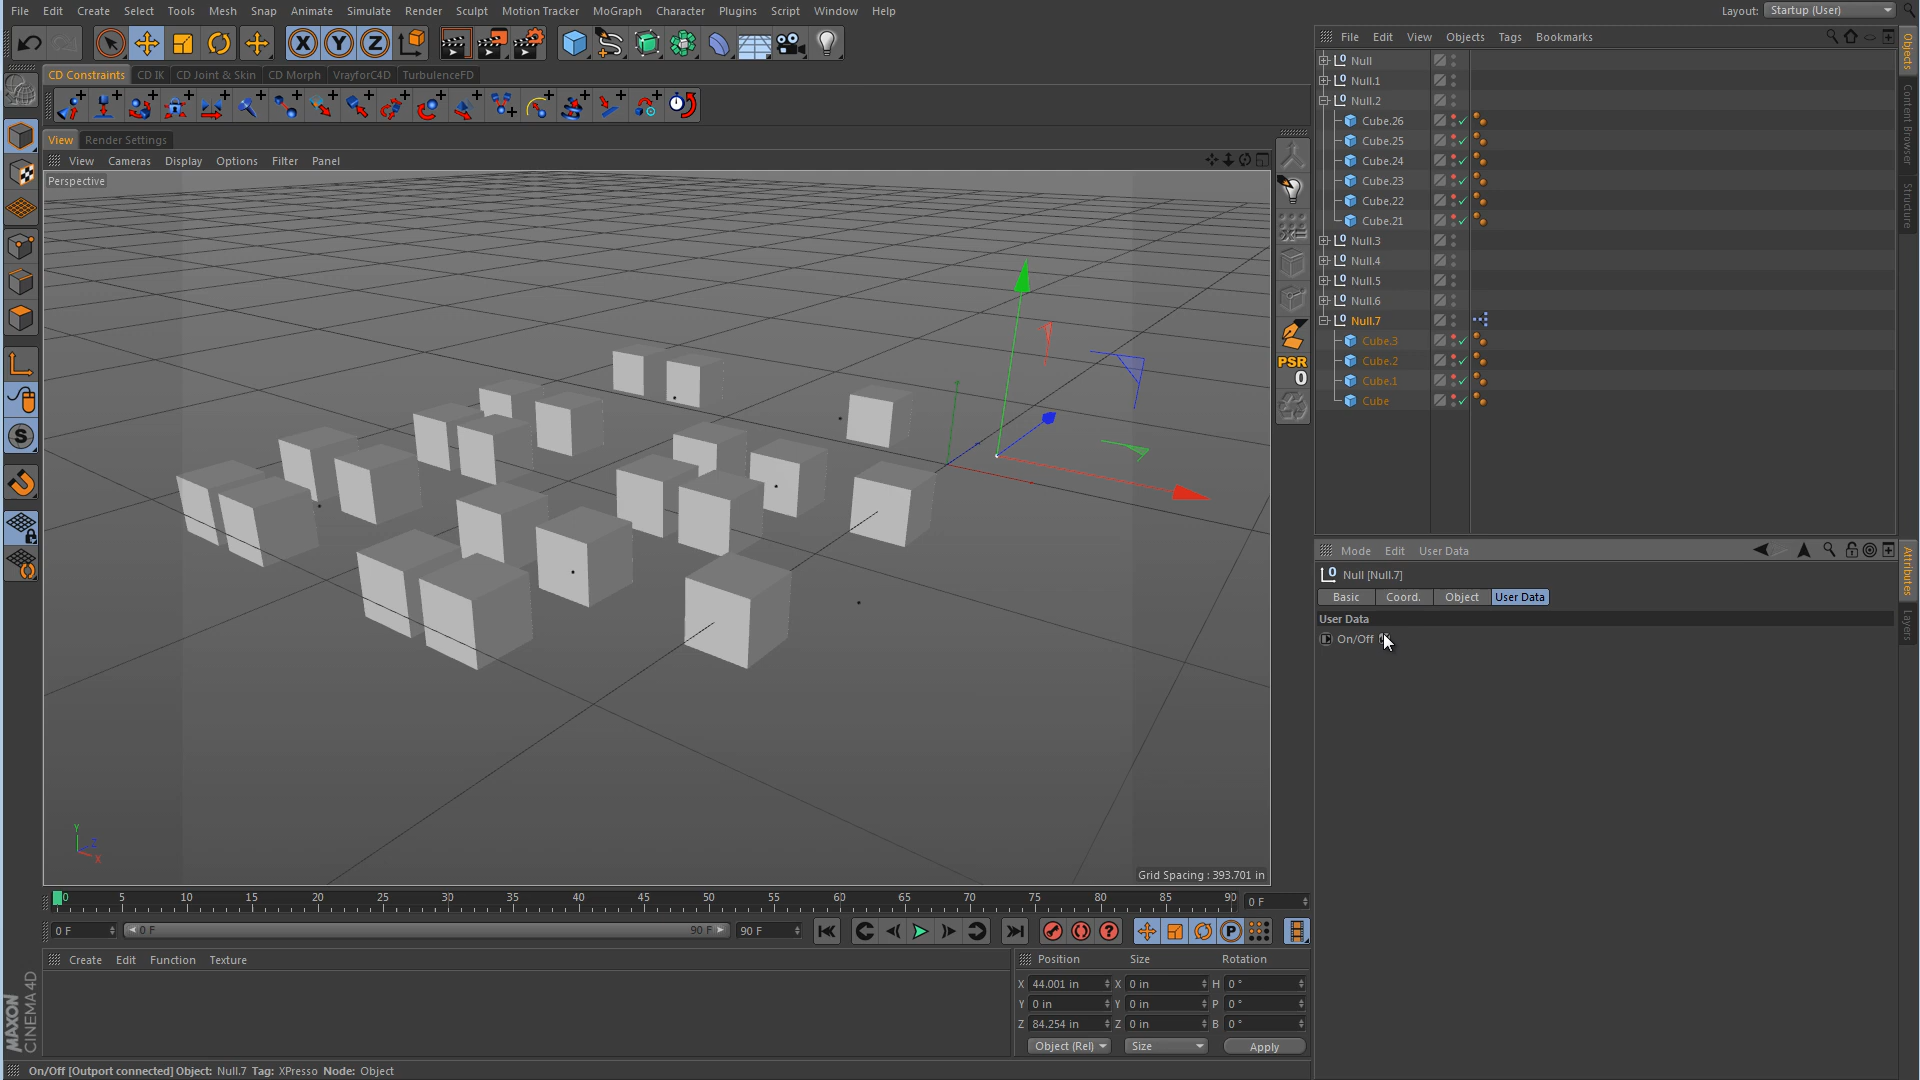 File Edit Create Select Tools Mesh Snap Animate Simulate Render Sculpt Motion Tracker MoGraph Character Plugins Script Window Help
Layout: Startup (User)
CD Constraints CD IK CD Joint & Skin CD Morph VrayforC4D TurbulenceFD
View Render Settings
View Cameras Display Options Filter Panel
Perspective
X Y Z
PSR
0
Y
Z
X
Grid Spacing : 393.701 in
0 5 10 15 20 25 30 35 40 45 50 55 60 65 70 75 80 85 90 0 F
0 F 0 F 90 F 90 F
Create Edit Function Texture
MAXON
CINEMA 4D
Position Size Rotation
X 44.001 in X 0 in H 0 °
Y 0 in Y 0 in P 0 °
Z 84.254 in Z 0 in B 0 °
Object (Rel) Size Apply
On/Off [Outport connected] Object: Null.7 Tag: XPresso Node: Object
File Edit View Objects Tags Bookmarks
Null
Null.1
Null.2
Cube.26
Cube.25
Cube.24
Cube.23
Cube.22
Cube.21
Null.3
Null.4
Null.5
Null.6
Null.7
Cube.3
Cube.2
Cube.1
Cube
Objects
Content Browser
Structure
Mode Edit User Data
Null [Null.7]
Basic Coord. Object User Data
User Data
On/Off
Attributes
Layers